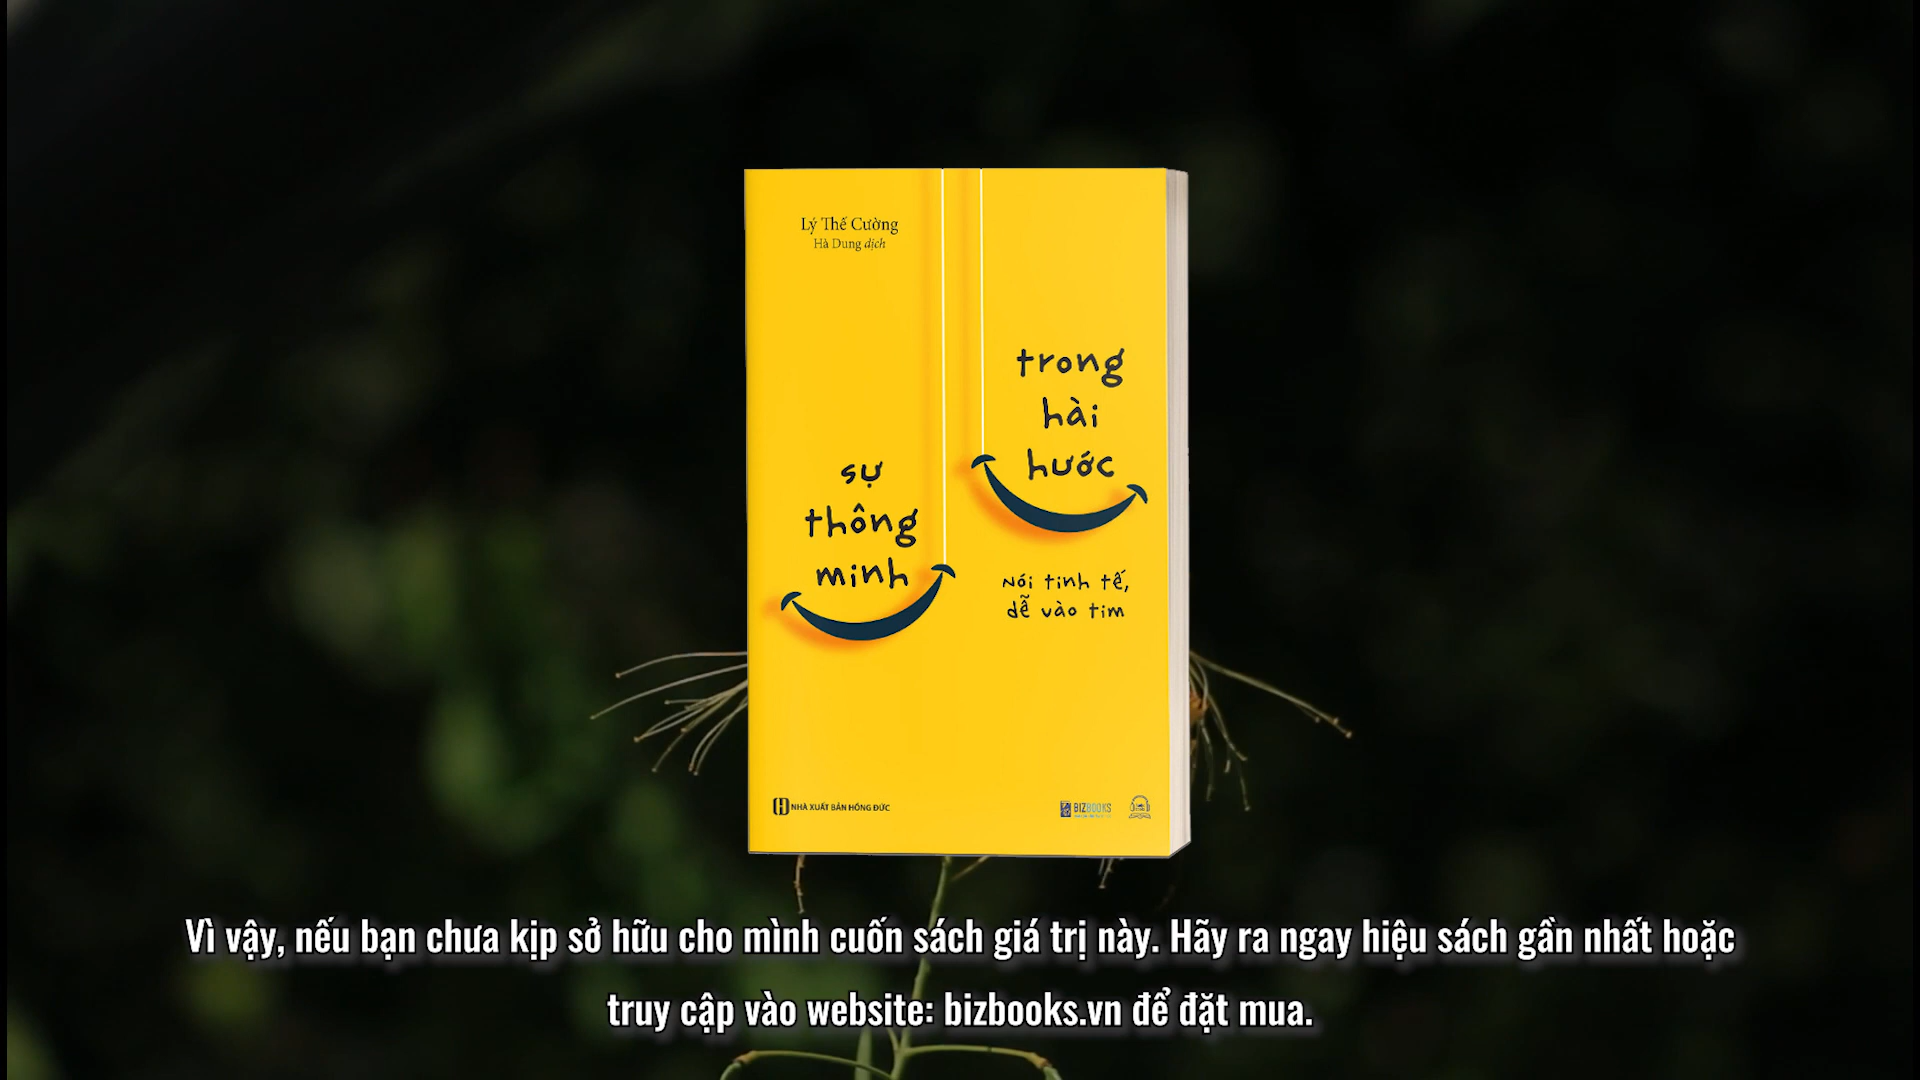 Lý Thế Cường
Hà Dung dịch
sự
thông
minh
trong
hài
hước
Nói tinh tế,
dễ vào tim
NHÀ XUẤT BẢN HỒNG ĐỨC
BIZBOOKS
Vì vậy, nếu bạn chưa kịp sở hữu cho mình cuốn sách giá trị này. Hãy ra ngay hiệu sách gần nhất hoặc
truy cập vào website: bizbooks.vn để đặt mua.